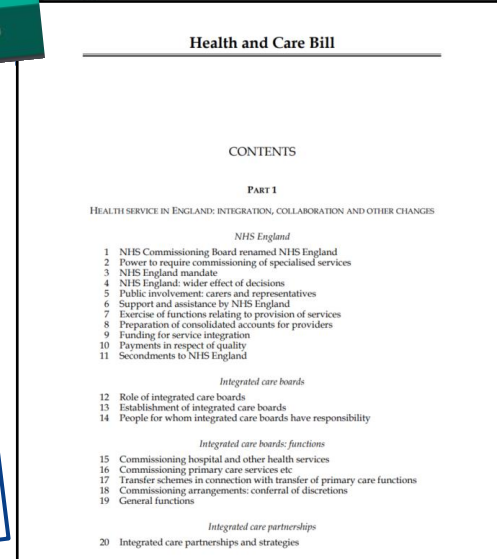 Health and Care Bill
CONTENTS
PART 1
HEALTH SERVICE IN ENGLAND: INTEGRATION, COLLABORATION AND OTHER CHANGES
NHS England
1 NHS Commissioning Board renamed NHS England
2 Power to require commissioning of specialised services
3 NHS England mandate
4 NHS England: wider effect of decisions
5 Public involvement: carers and representatives
6 Support and assistance by NHS England
7 Exercise of functions relating to provision of services
8 Preparation of consolidated accounts for providers
9 Funding for service integration
10 Payments in respect of quality
11 Secondments to NHS England
Integrated care boards
12 Role of integrated care boards
13 Establishment of integrated care boards
14 People for whom integrated care boards have responsibility
Integrated care boards: functions
15 Commissioning hospital and other health services
16 Commissioning primary care services etc
17 Transfer schemes in connection with transfer of primary care functions
18 Commissioning arrangements: conferral of discretions
19 General functions
Integrated care partnerships
20 Integrated care partnerships and strategies